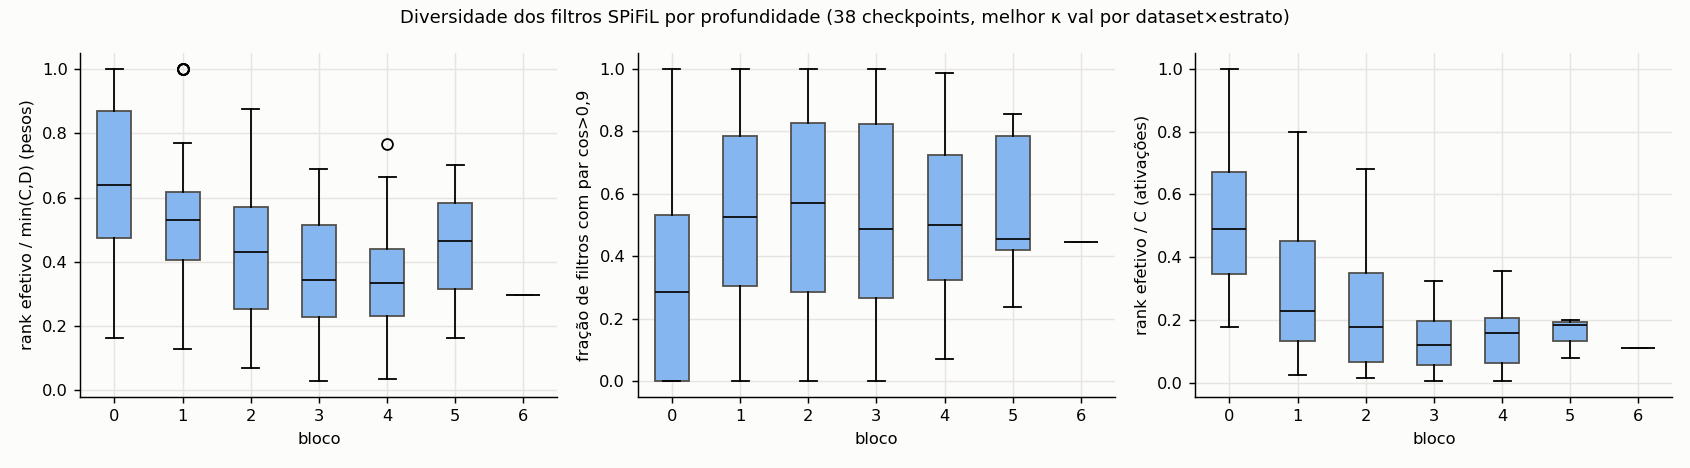 Diversidade dos filtros SPiFiL por profundidade (38 checkpoints, melhor κ val por dataset×estrato)
rank efetivo / min(C,D) (pesos)
1.0
0.8
0.6
0.4
0.2
0.0
0 1 2 3 4 5 6
bloco
fração de filtros com par cos>0,9
1.0
0.8
0.6
0.4
0.2
0.0
0 1 2 3 4 5 6
bloco
rank efetivo / C (ativações)
1.0
0.8
0.6
0.4
0.2
0.0
0 1 2 3 4 5 6
bloco